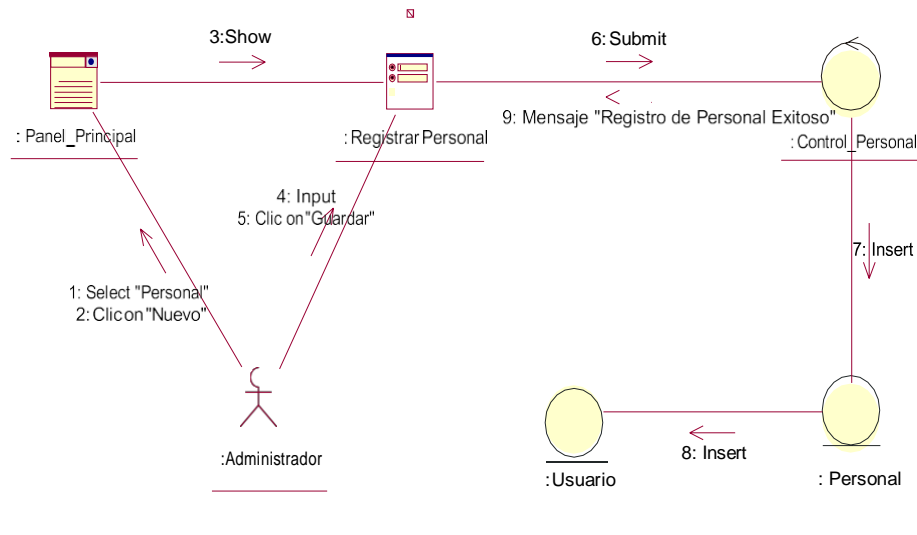 3:Show
6: Submit
9: Mensaje "Registro de Personal Exitoso"
: Panel_Principal
: Registrar Personal
: Control_Personal
4: Input
5: Clic on "Guardar"
7: Insert
1: Select "Personal"
2: Clic on "Nuevo"
8: Insert
:Administrador
: Usuario
: Personal